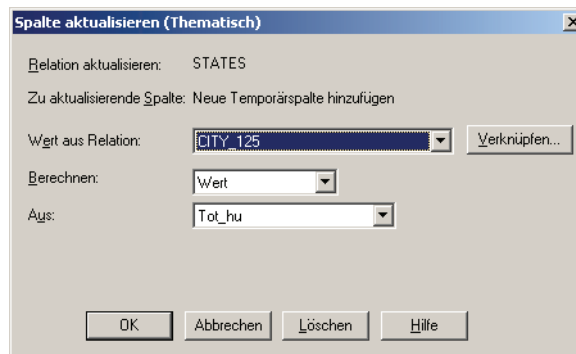 Spalte aktualisieren (Thematisch)
Relation aktualisieren: STATES
Zu aktualisierende Spalte: Neue Temporärspalte hinzufügen
Wert aus Relation: CITY_125 Verknüpfen...
Berechnen: Wert
Aus: Tot_hu
OK Abbrechen Löschen Hilfe